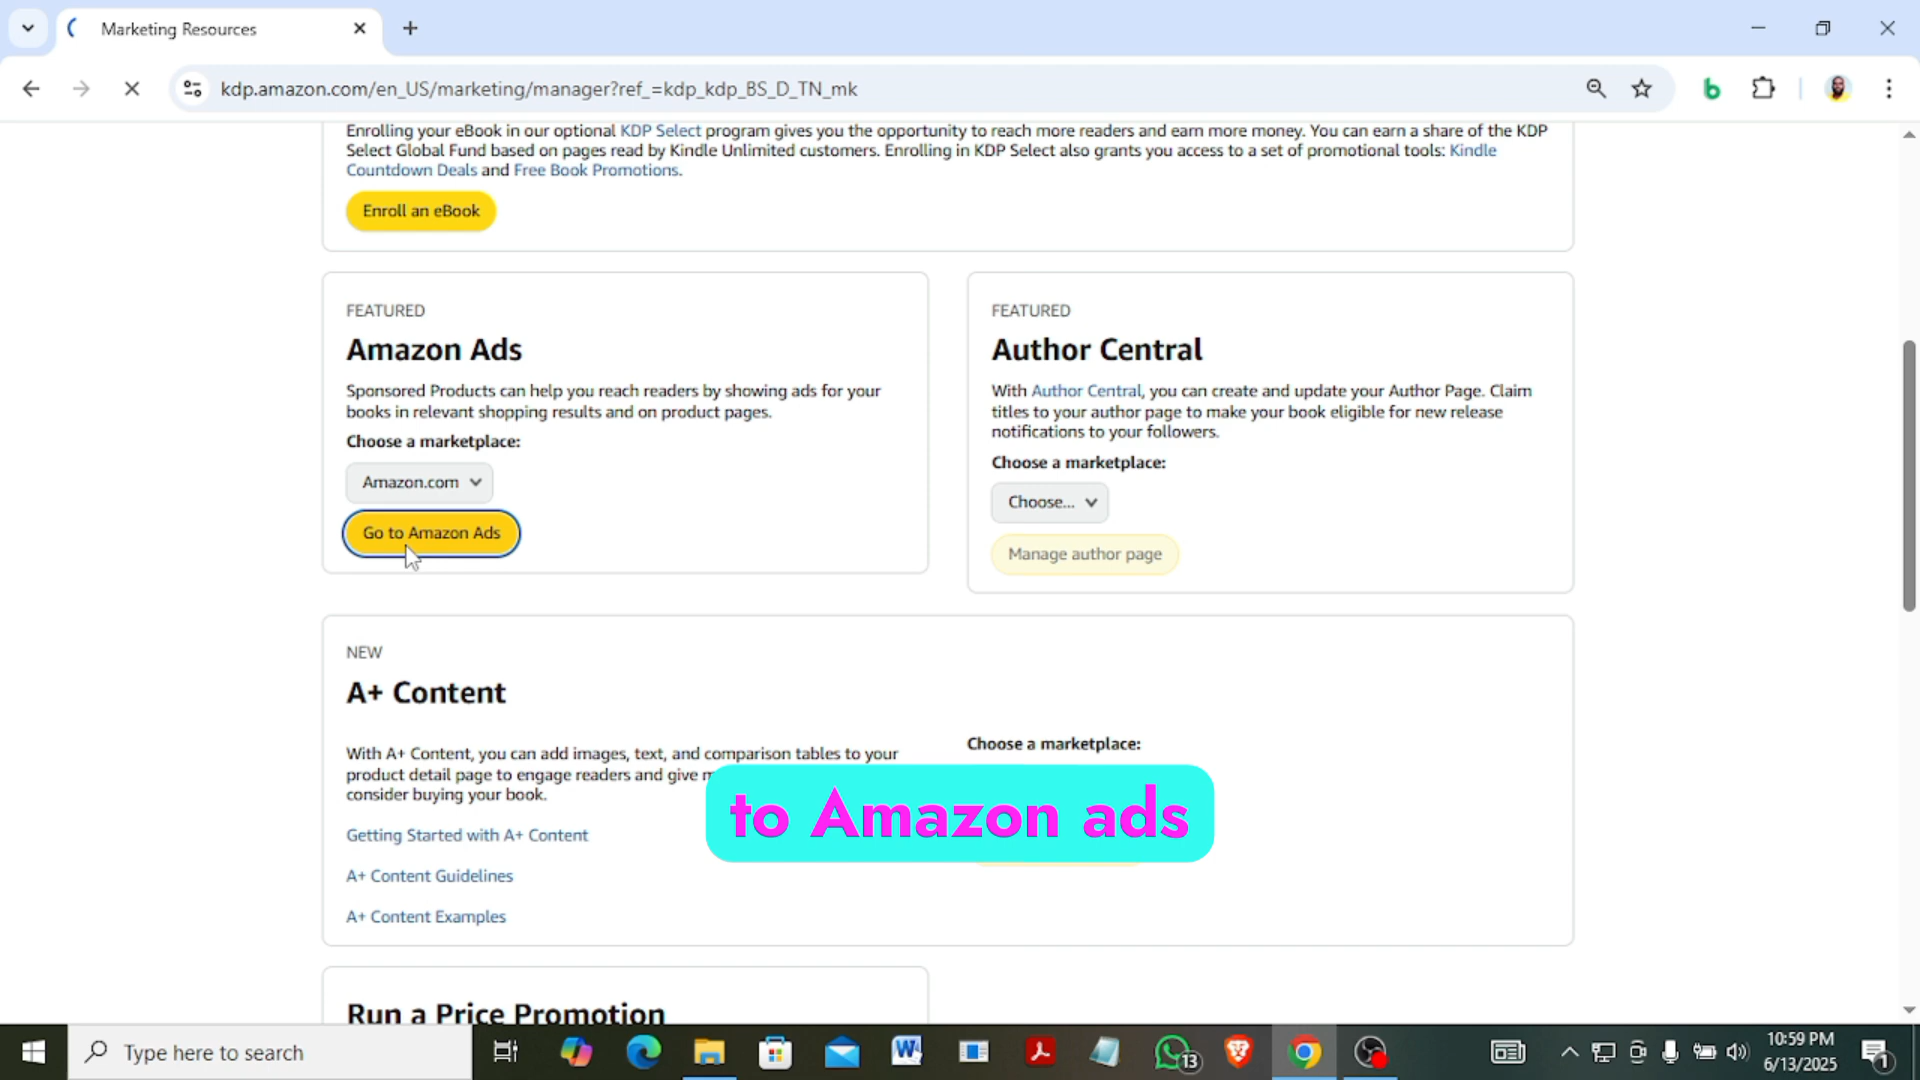 Marketing Resources
kdp.amazon.com/en_US/marketing/manager?ref_=kdp_kdp_BS_D_TN_mk
Enrolling your eBook in our optional KDP Select program gives you the opportunity to reach more readers and earn more money. You can earn a share of the KDP
Select Global Fund based on pages read by Kindle Unlimited customers. Enrolling in KDP Select also grants you access to a set of promotional tools: Kindle
Countdown Deals and Free Book Promotions.
Enroll an eBook
FEATURED
Amazon Ads
Sponsored Products can help you reach readers by showing ads for your
books in relevant shopping results and on product pages.
Choose a marketplace:
Amazon.com
Go to Amazon Ads
FEATURED
Author Central
With Author Central, you can create and update your Author Page. Claim
titles to your author page to make your book eligible for new release
notifications to your followers.
Choose a marketplace:
Choose...
Manage author page
NEW
A+ Content
With A+ Content, you can add images, text, and comparison tables to your
product detail page to engage readers and give
consider buying your book.
Getting Started with A+ Content
A+ Content Guidelines
A+ Content Examples
Choose a marketplace:
to Amazon ads
Run a Price Promotion
Type here to search
13
10:59 PM
6/13/2025
1